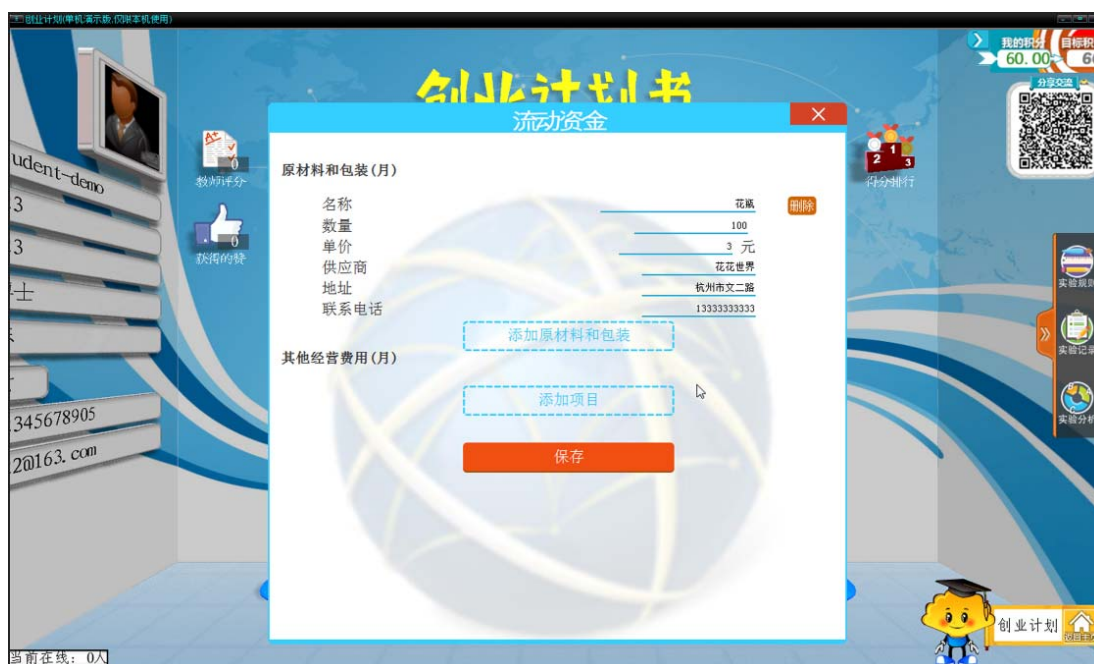 创业计划(单机演示版,仅限本机使用)
我的积分
60.00
目标积
6
分享交流
创业计划书
流动资金
A+
0
教师评分
0
获得的赞
2 1 3
得分排行
udent-demo
.3
.3
345678905
2@163.com
原材料和包装(月)
名称 花瓶 删除
数量 100
单价 3 元
供应商 花花世界
地址 杭州市文二路
联系电话 13333333333
添加原材料和包装
其他经营费用(月)
添加项目
保存
实验规则
实验记录
实验分析
创业计划
当前在线: 0人